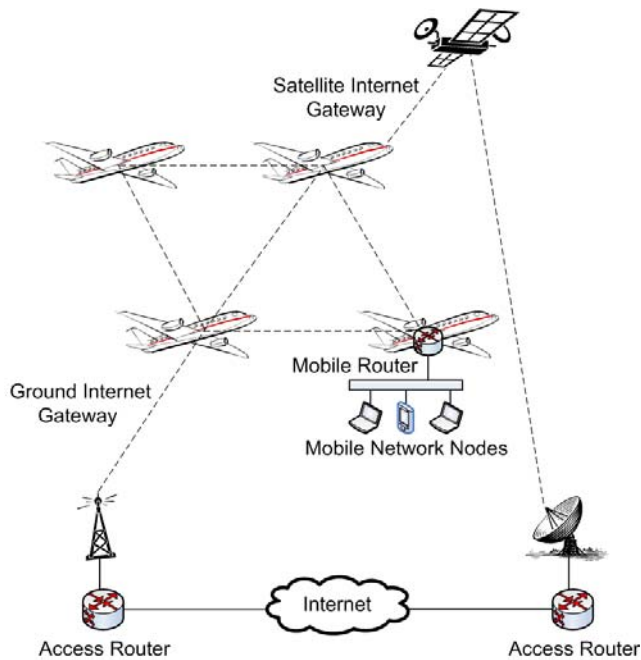 Satellite Internet
Gateway
Mobile Router
Ground Internet
Gateway
Mobile Network Nodes
Internet
Access Router
Access Router